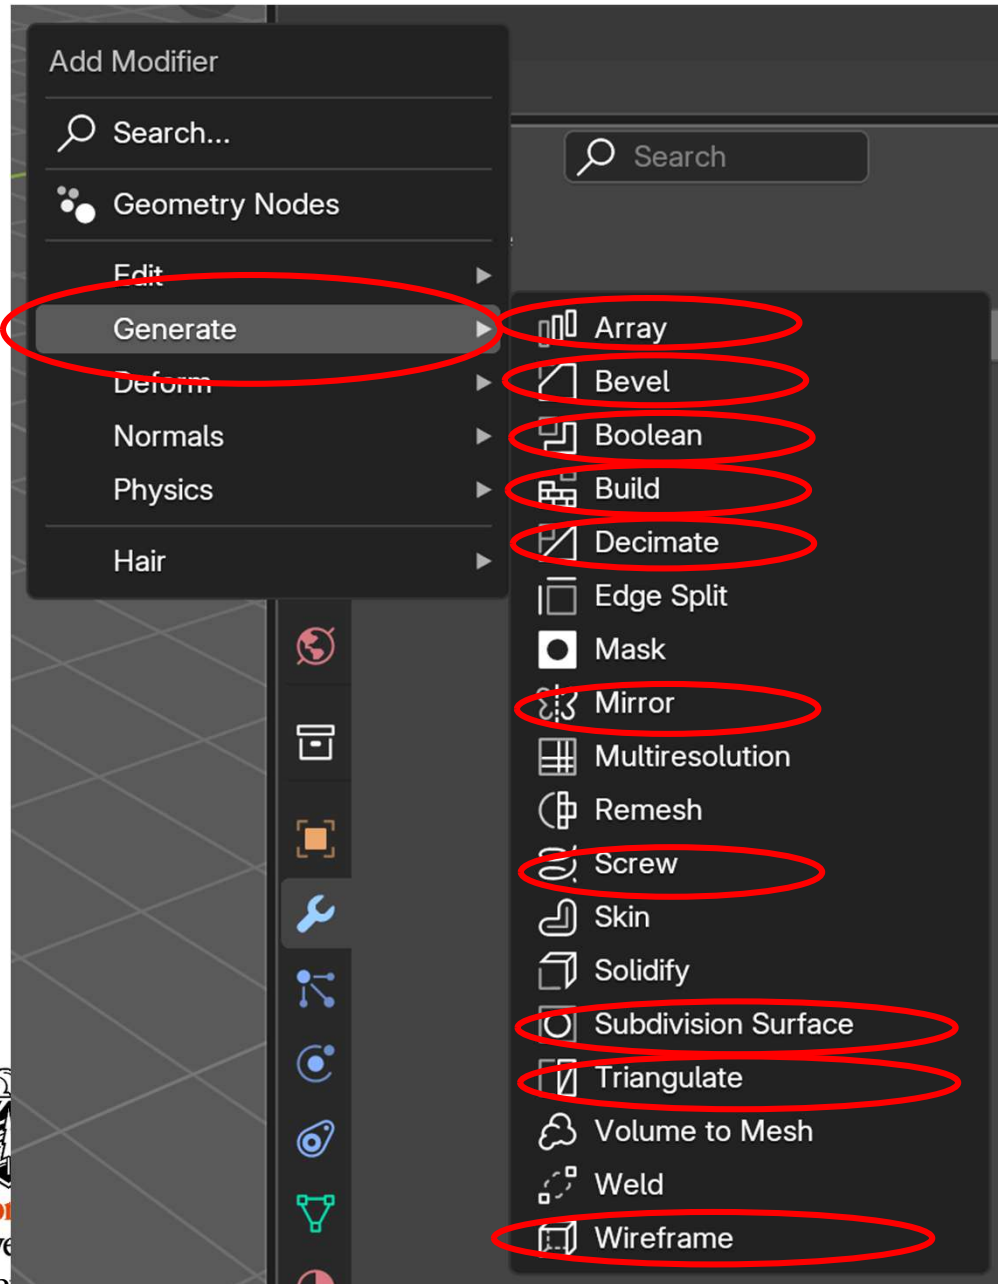 Add Modifier
Search...
Search
Geometry Nodes
Edit
Generate
Deform
Normals
Physics
Hair
Array
Bevel
Boolean
Build
Decimate
Edge Split
Mask
Mirror
Multiresolution
Remesh
Screw
Skin
Solidify
Subdivision Surface
Triangulate
Volume to Mesh
Weld
Wireframe